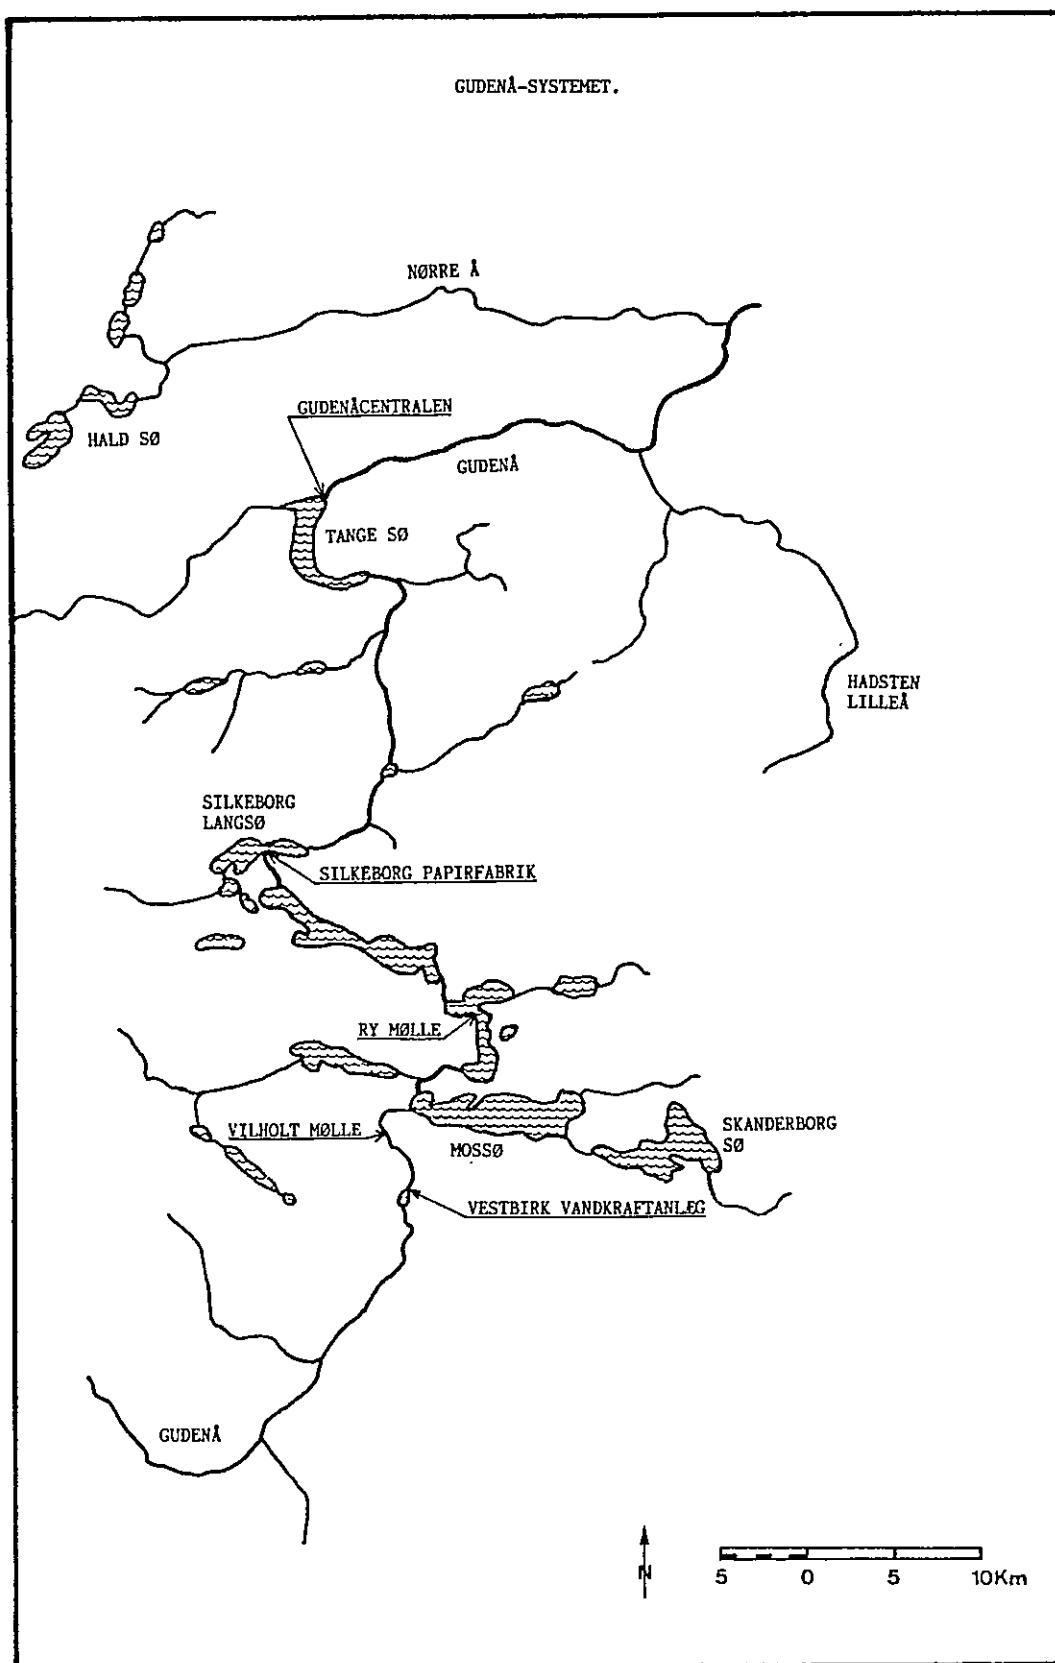 GUDENÅ-SYSTEMET.
NØRRE Å
GUDENÅCENTRALEN
HALD SØ
GUDENÅ
TANGE SØ
HADSTEN
LILLEÅ
SILKEBORG
LANGSØ
SILKEBORG PAPIRFABRIK
RY MØLLE
VILHOLT MØLLE
MOSSØ
SKANDERBORG
SØ
VESTBIRK VANDKRAFTANLÆG
GUDENÅ
N
5 0 5 10Km